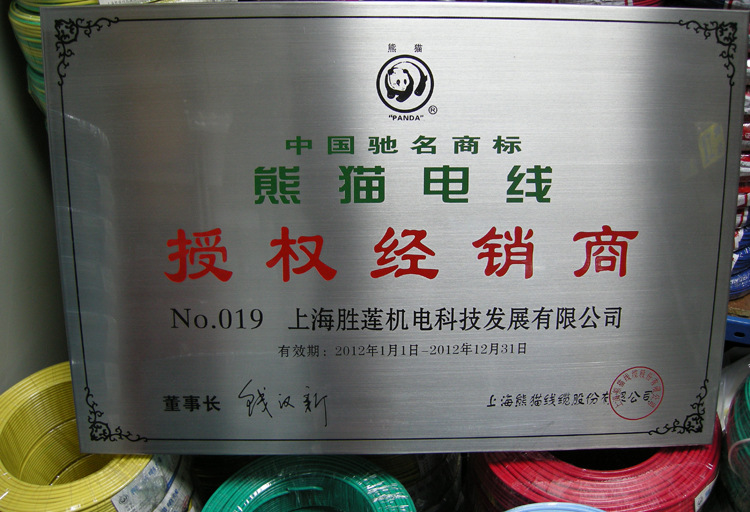 熊 猫
"PANDA" ®
中国驰名商标
熊猫电线
授权经销商
No.019 上海胜莲机电科技发展有限公司
有效期：2012年1月1日-2012年12月31日
董事长 钱汉新
上海熊猫线缆股份有限公司